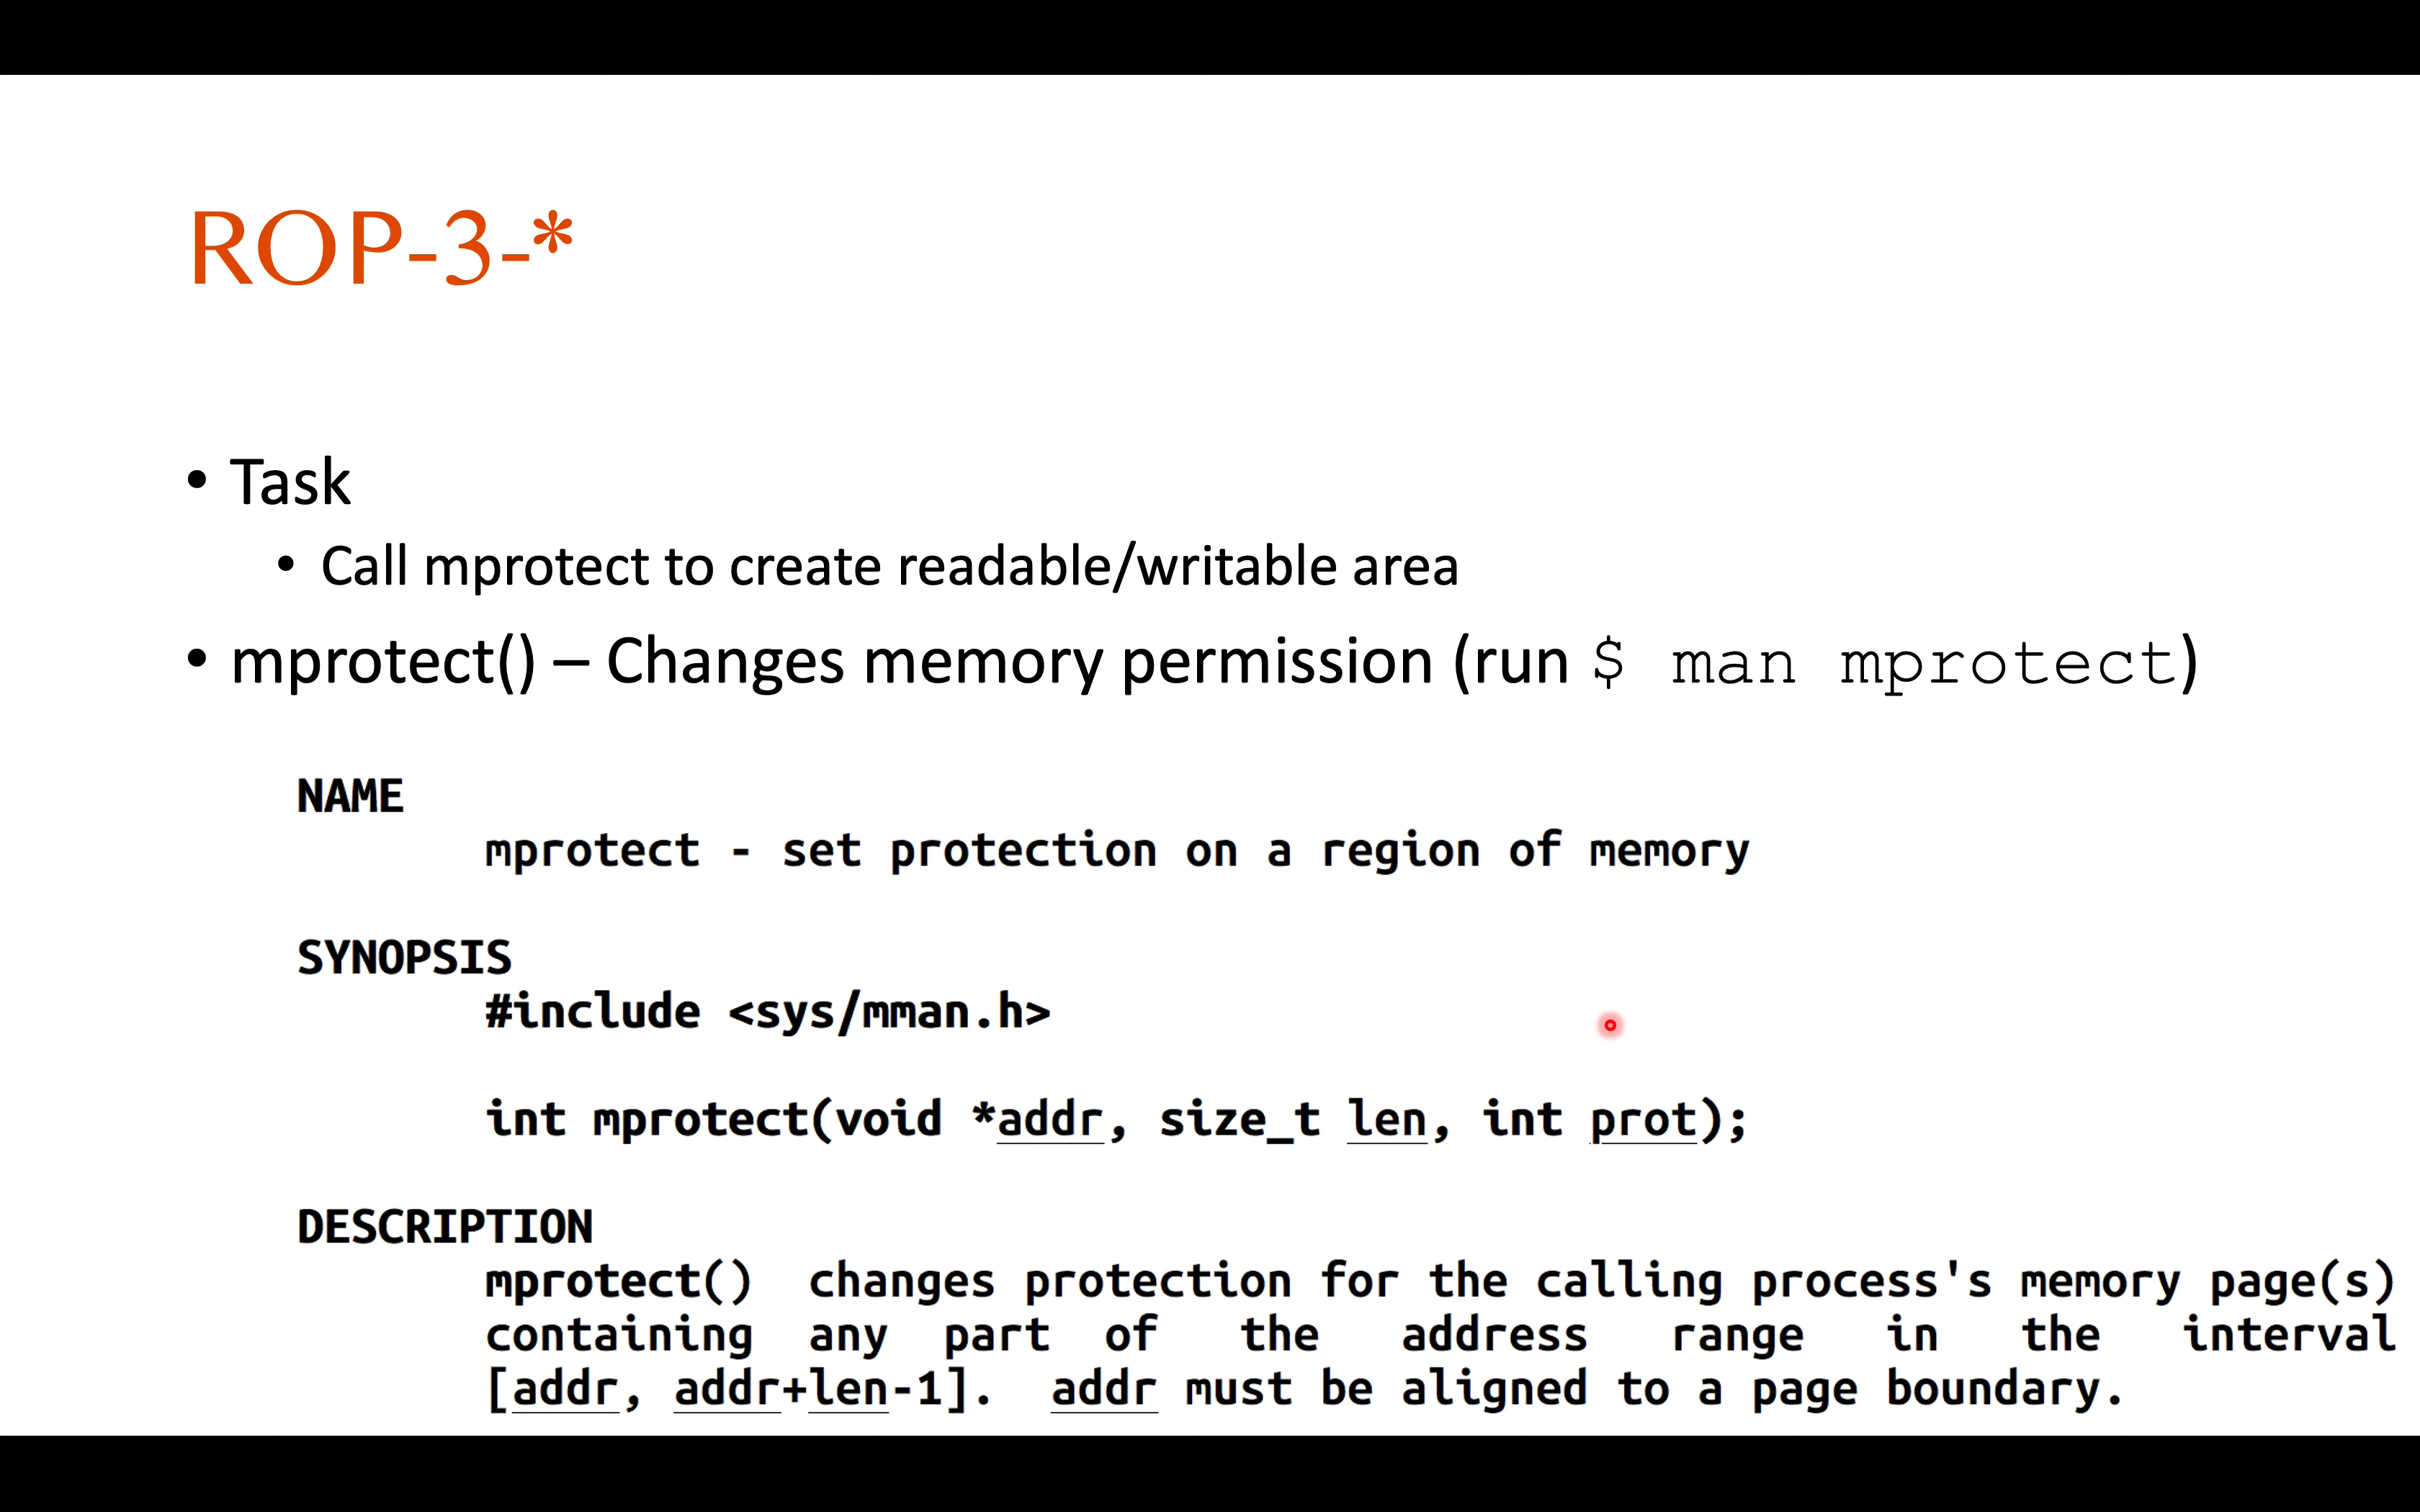 ROP-3-*
• Task
• Call mprotect to create readable/writable area
• mprotect() – Changes memory permission (run $ man mprotect)
NAME
mprotect - set protection on a region of memory
SYNOPSIS
#include <sys/mman.h>
int mprotect(void *addr, size_t len, int prot);
DESCRIPTION
mprotect() changes protection for the calling process's memory page(s)
containing any part of the address range in the interval
[addr, addr+len-1]. addr must be aligned to a page boundary.